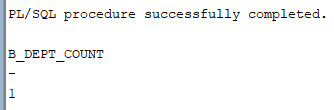 PL/SQL procedure successfully completed.
B_DEPT_COUNT
-
1